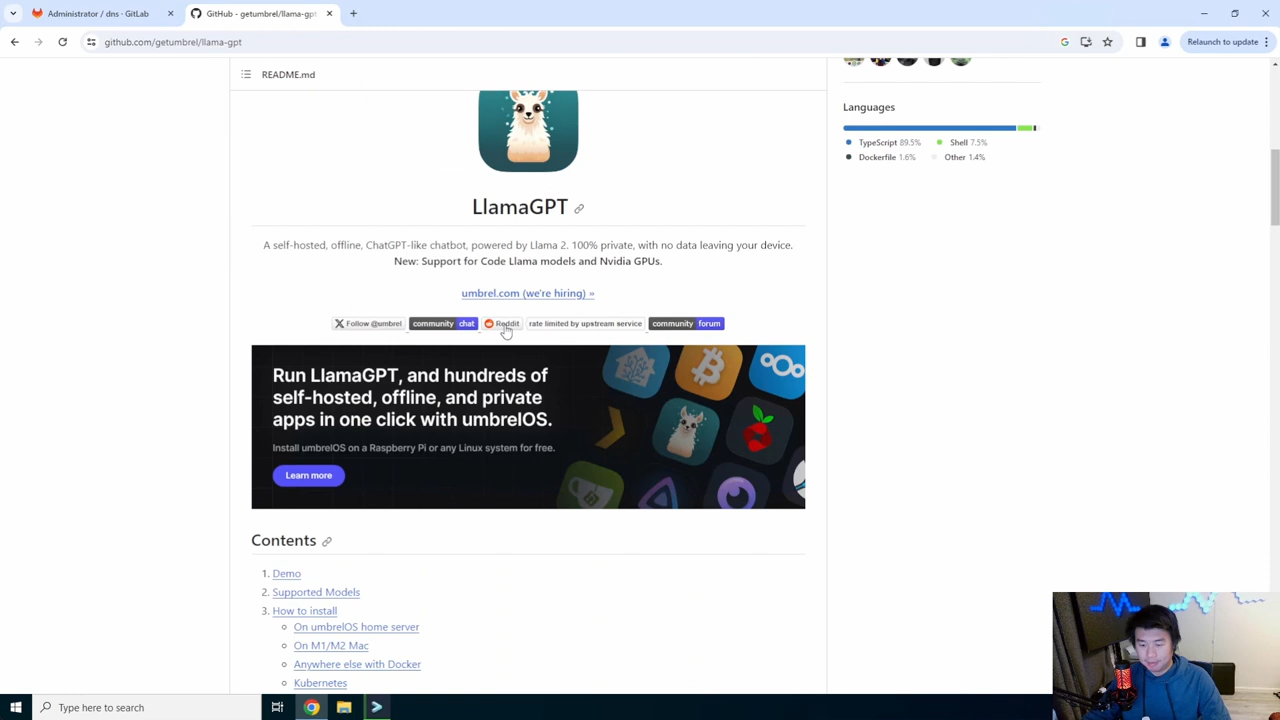 Administrator / dns - GitLab
GitHub - getumbrel/llama-gpt
github.com/getumbrel/llama-gpt
Relaunch to update
README.md
LlamaGPT
A self-hosted, offline, ChatGPT-like chatbot, powered by Llama 2. 100% private, with no data leaving your device.
New: Support for Code Llama models and Nvidia GPUs.
umbrel.com (we're hiring) »
Follow @umbrel community chat Reddit rate limited by upstream service community forum
Run LlamaGPT, and hundreds of
self-hosted, offline, and private
apps in one click with umbrelOS.
Install umbrelOS on a Raspberry Pi or any Linux system for free.
Learn more
Contents
1. Demo
2. Supported Models
3. How to install
On umbrelOS home server
On M1/M2 Mac
Anywhere else with Docker
Kubernetes
Languages
TypeScript 89.5% Shell 7.5%
Dockerfile 1.6% Other 1.4%
Type here to search